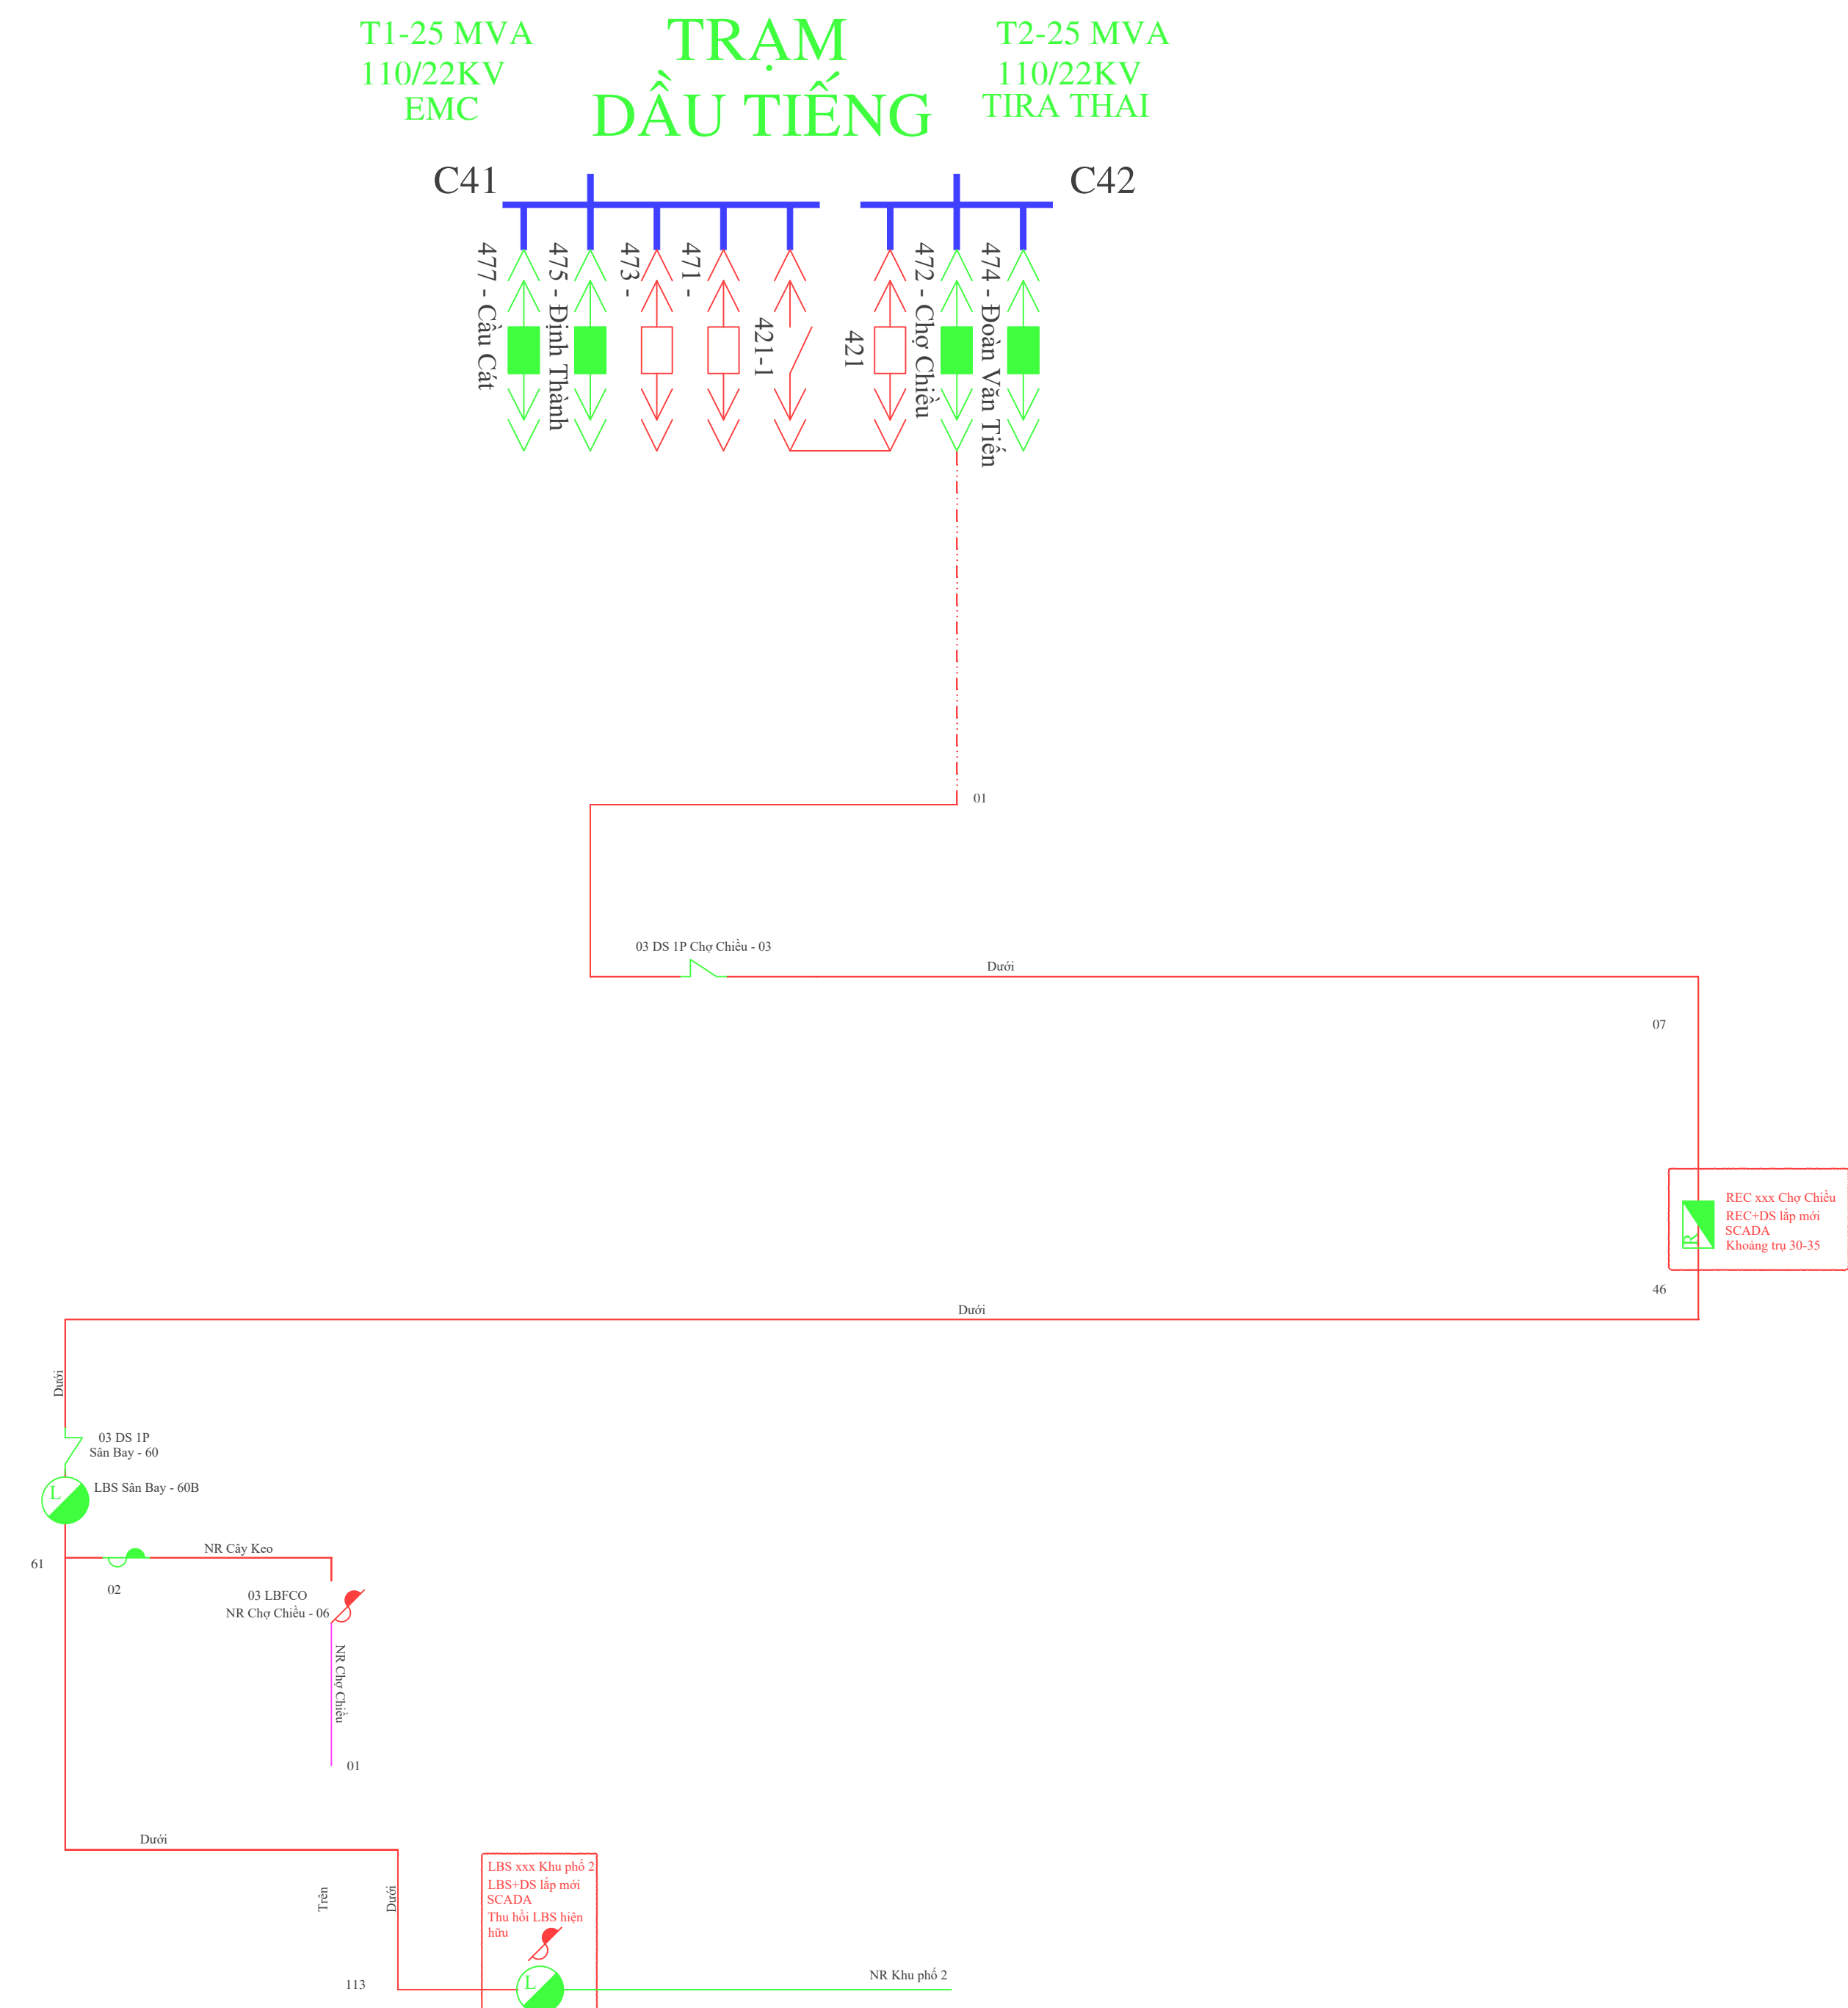 T1-25 MVA
110/22KV
EMC
TRẠM
DẦU TIẾNG
T2-25 MVA
110/22KV
TIRA THAI
C41
C42
477 - Cầu Cát
475 - Định Thành
473 -
471 -
421-1
421
472 - Chợ Chiều
474 - Đoàn Văn Tiến
01
03 DS 1P Chợ Chiều - 03
Dưới
07
REC xxx Chợ Chiều
REC+DS lắp mới
SCADA
Khoảng trụ 30-35
R
46
Dưới
Dưới
03 DS 1P
Sân Bay - 60
L
LBS Sân Bay - 60B
NR Cây Keo
61
02
03 LBFCO
NR Chợ Chiều - 06
NR Chợ Chiều
01
Dưới
Trên
Dưới
LBS xxx Khu phố 2
LBS+DS lắp mới
SCADA
Thu hồi LBS hiện
hữu
L
113
NR Khu phố 2